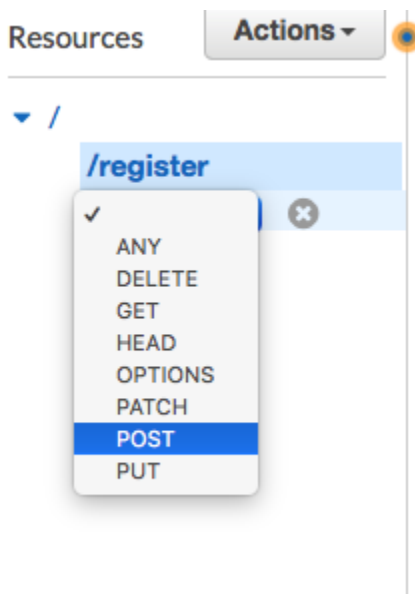 Resources
Actions
/
/register
ANY
DELETE
GET
HEAD
OPTIONS
PATCH
POST
PUT